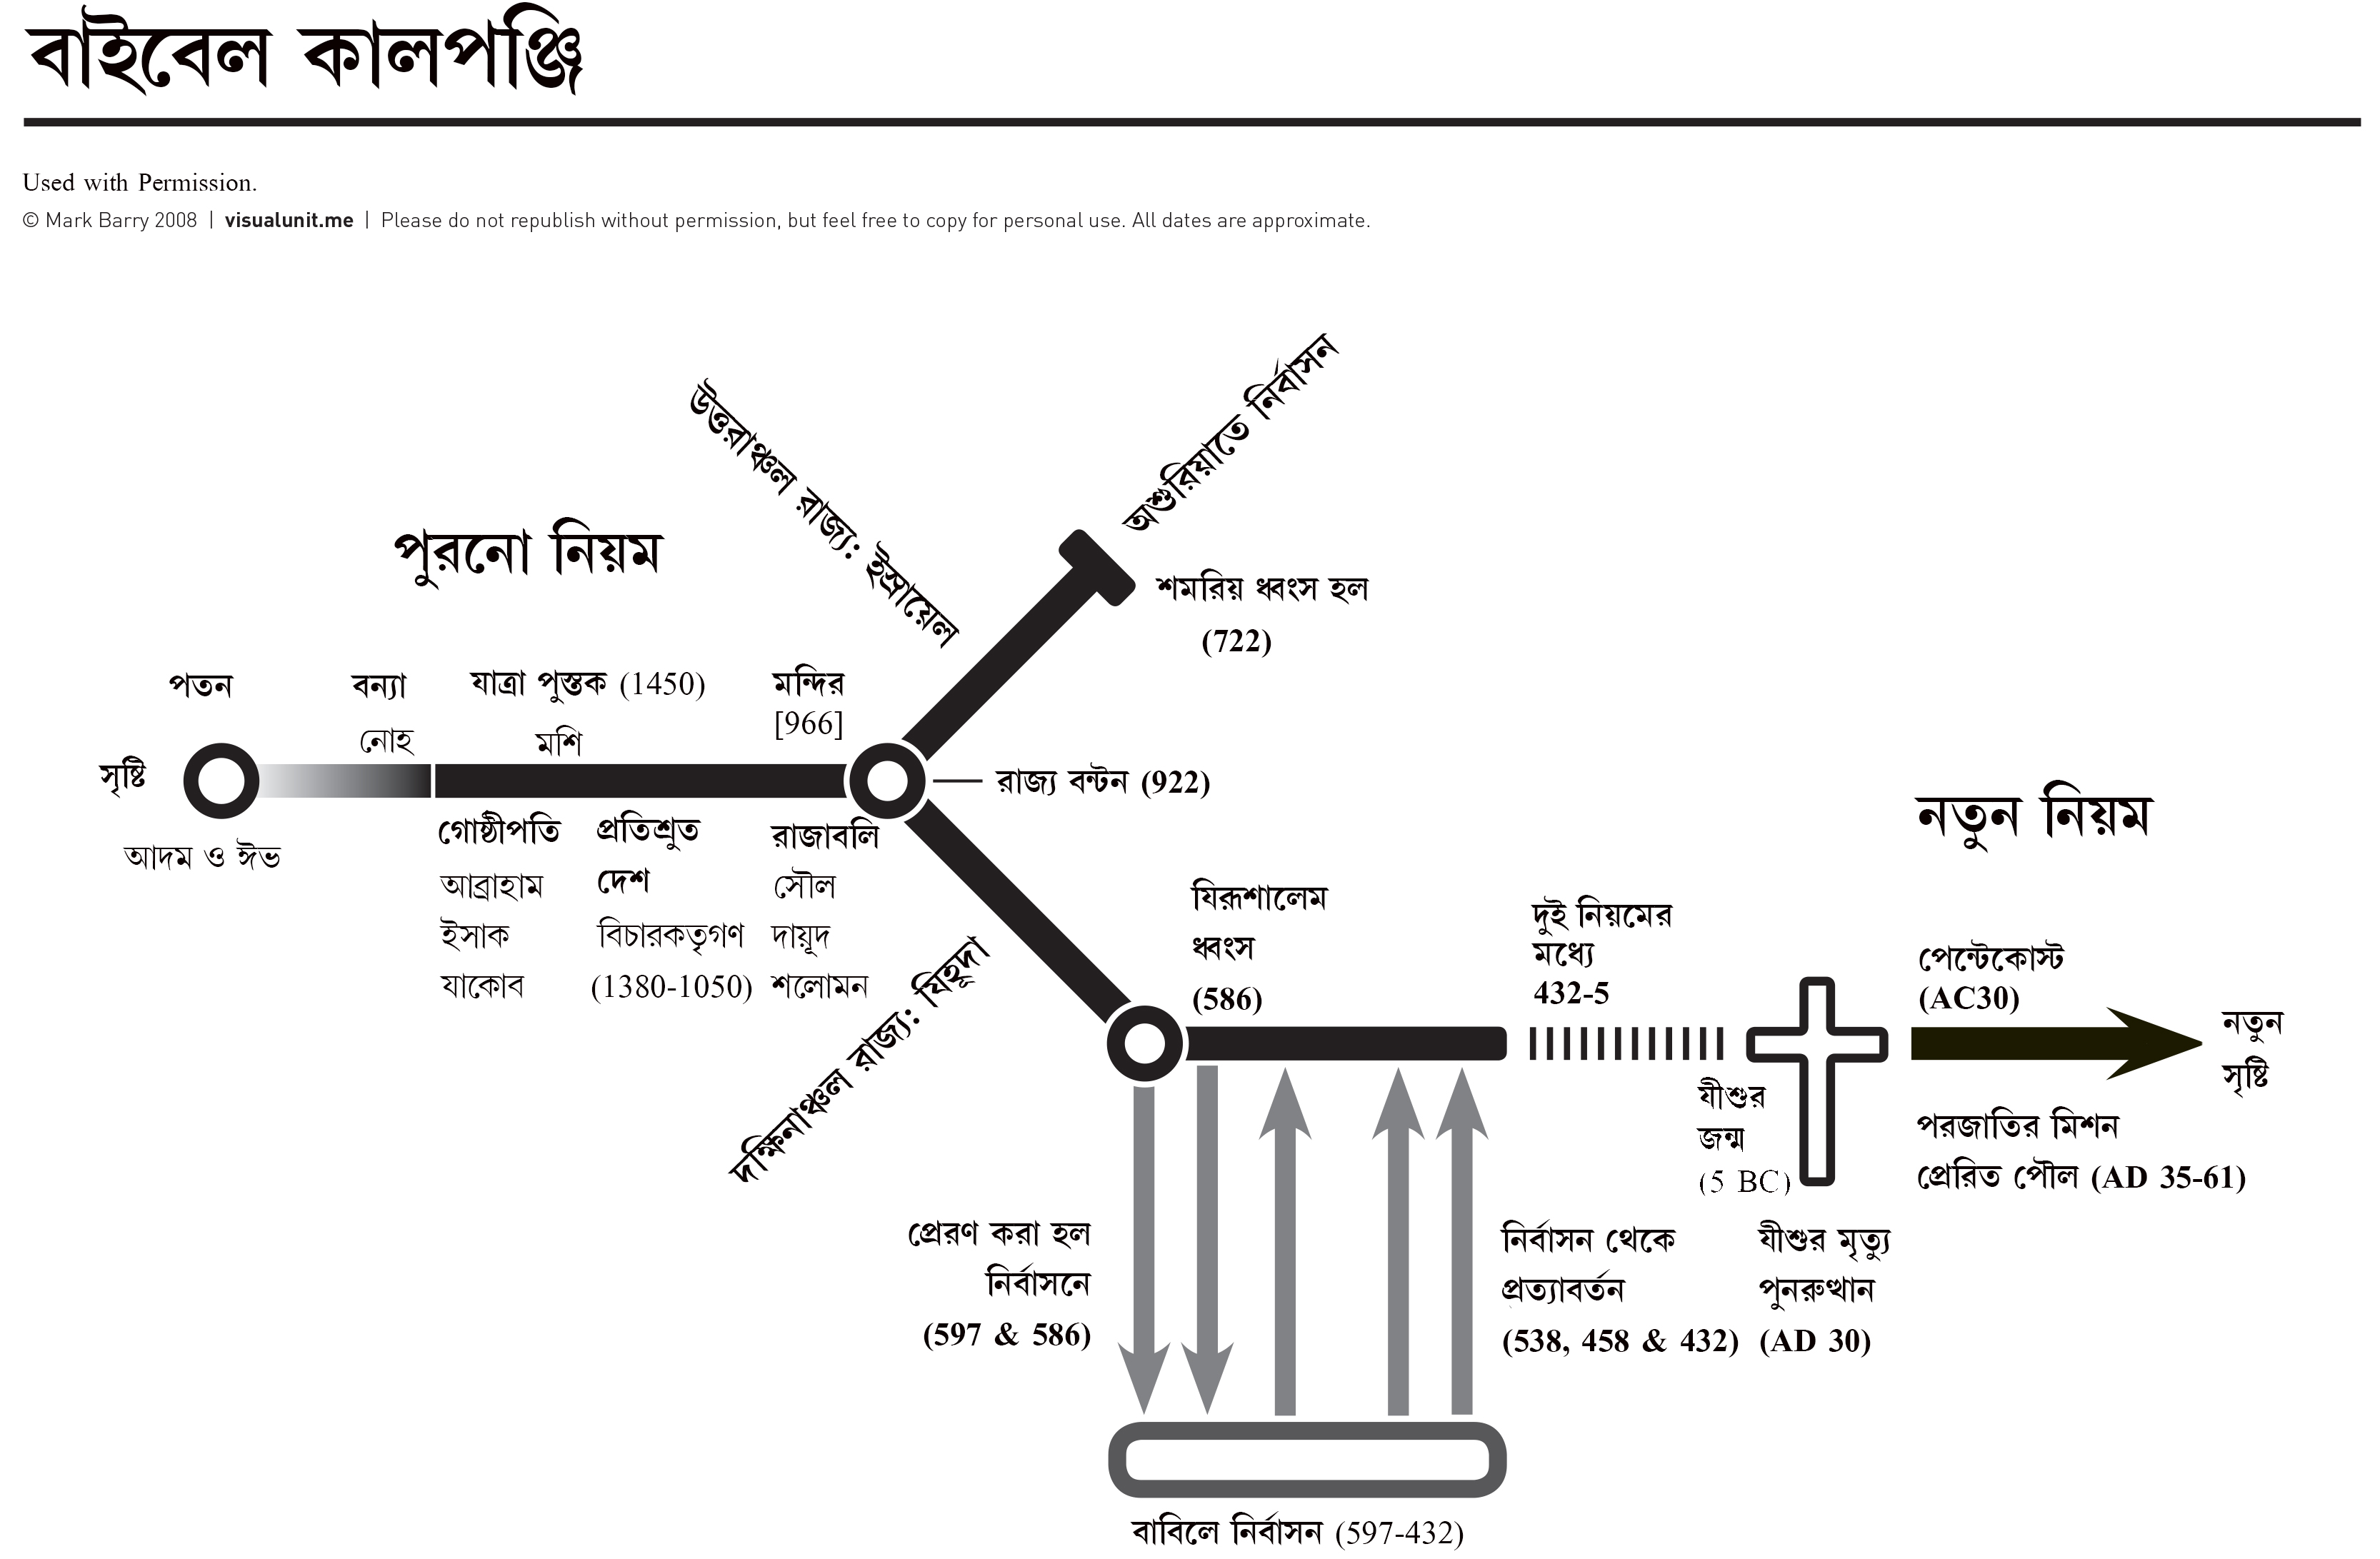 বাইবেল কালপঞ্জি
Used with Permission.
© Mark Barry 2008 | visualunit.me | Please do not republish without permission, but feel free to copy for personal use. All dates are approximate.
পুরনো নিয়ম
উত্তরাঞ্চল রাজ্য: ইস্রায়েল
অশুরিয়াতে নির্বাসন
শমরিয় ধ্বংস হল
(722)
পতন
বন্যা
নোহ
যাত্রা পুস্তক (1450)
মশি
মন্দির
[966]
সৃষ্টি
আদম ও ঈভ
রাজ্য বন্টন (922)
গোষ্ঠীপতি
আব্রাহাম
ইসাক
যাকোব
প্রতিশ্রুত
দেশ
বিচারকতৃগণ
(1380-1050)
রাজাবলি
সৌল
দায়ূদ
শলোমন
দক্ষিনাঞ্চল রাজ্য: যিহূদা
যিরূশালেম
ধ্বংস
(586)
দুই নিয়মের
মধ্যে
432-5
নতুন নিয়ম
পেন্টেকোস্ট
(AC30)
নতুন
সৃষ্টি
যীশুর
জন্ম
(5 BC)
পরজাতির মিশন
প্রেরিত পৌল (AD 35-61)
প্রেরণ করা হল
নির্বাসনে
(597 & 586)
নির্বাসন থেকে
প্রত্যাবর্তন
(538, 458 & 432)
যীশুর মৃত্যু
পুনরুত্থান
(AD 30)
বাবিলে নির্বাসন (597-432)